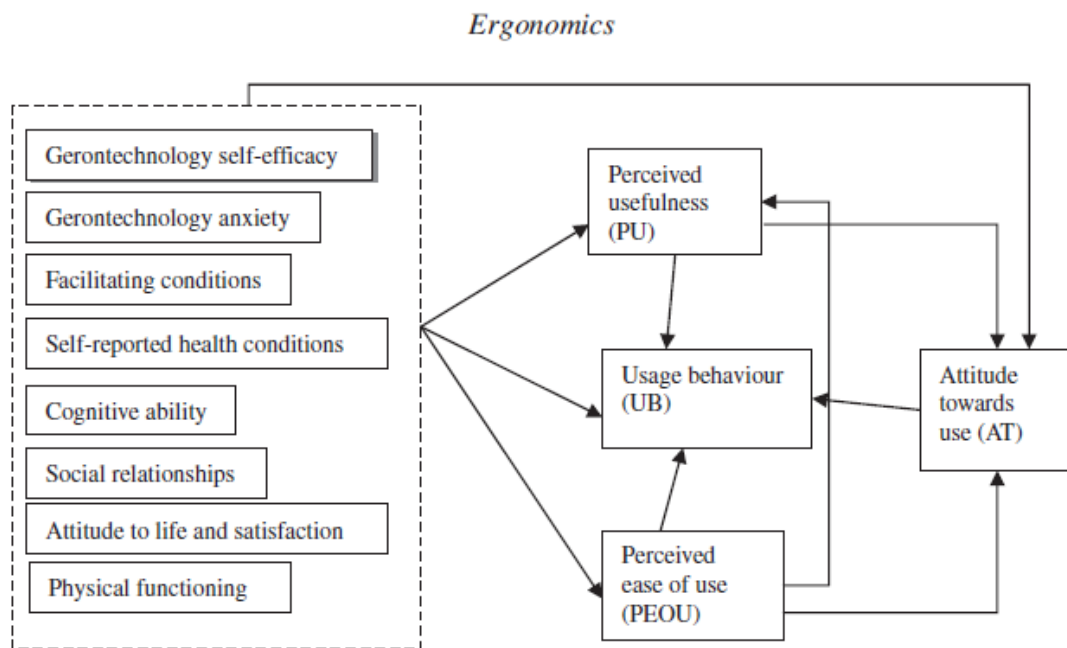 Ergonomics
Gerontechnology self-efficacy
Gerontechnology anxiety
Facilitating conditions
Self-reported health conditions
Cognitive ability
Social relationships
Attitude to life and satisfaction
Physical functioning
Perceived
usefulness
(PU)
Usage behaviour
(UB)
Perceived
ease of use
(PEOU)
Attitude
towards
use (AT)